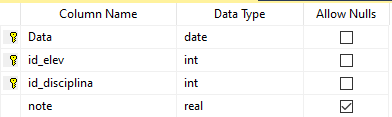 Column Name Data Type Allow Nulls
Data date
id_elev int
id_disciplina int
note real